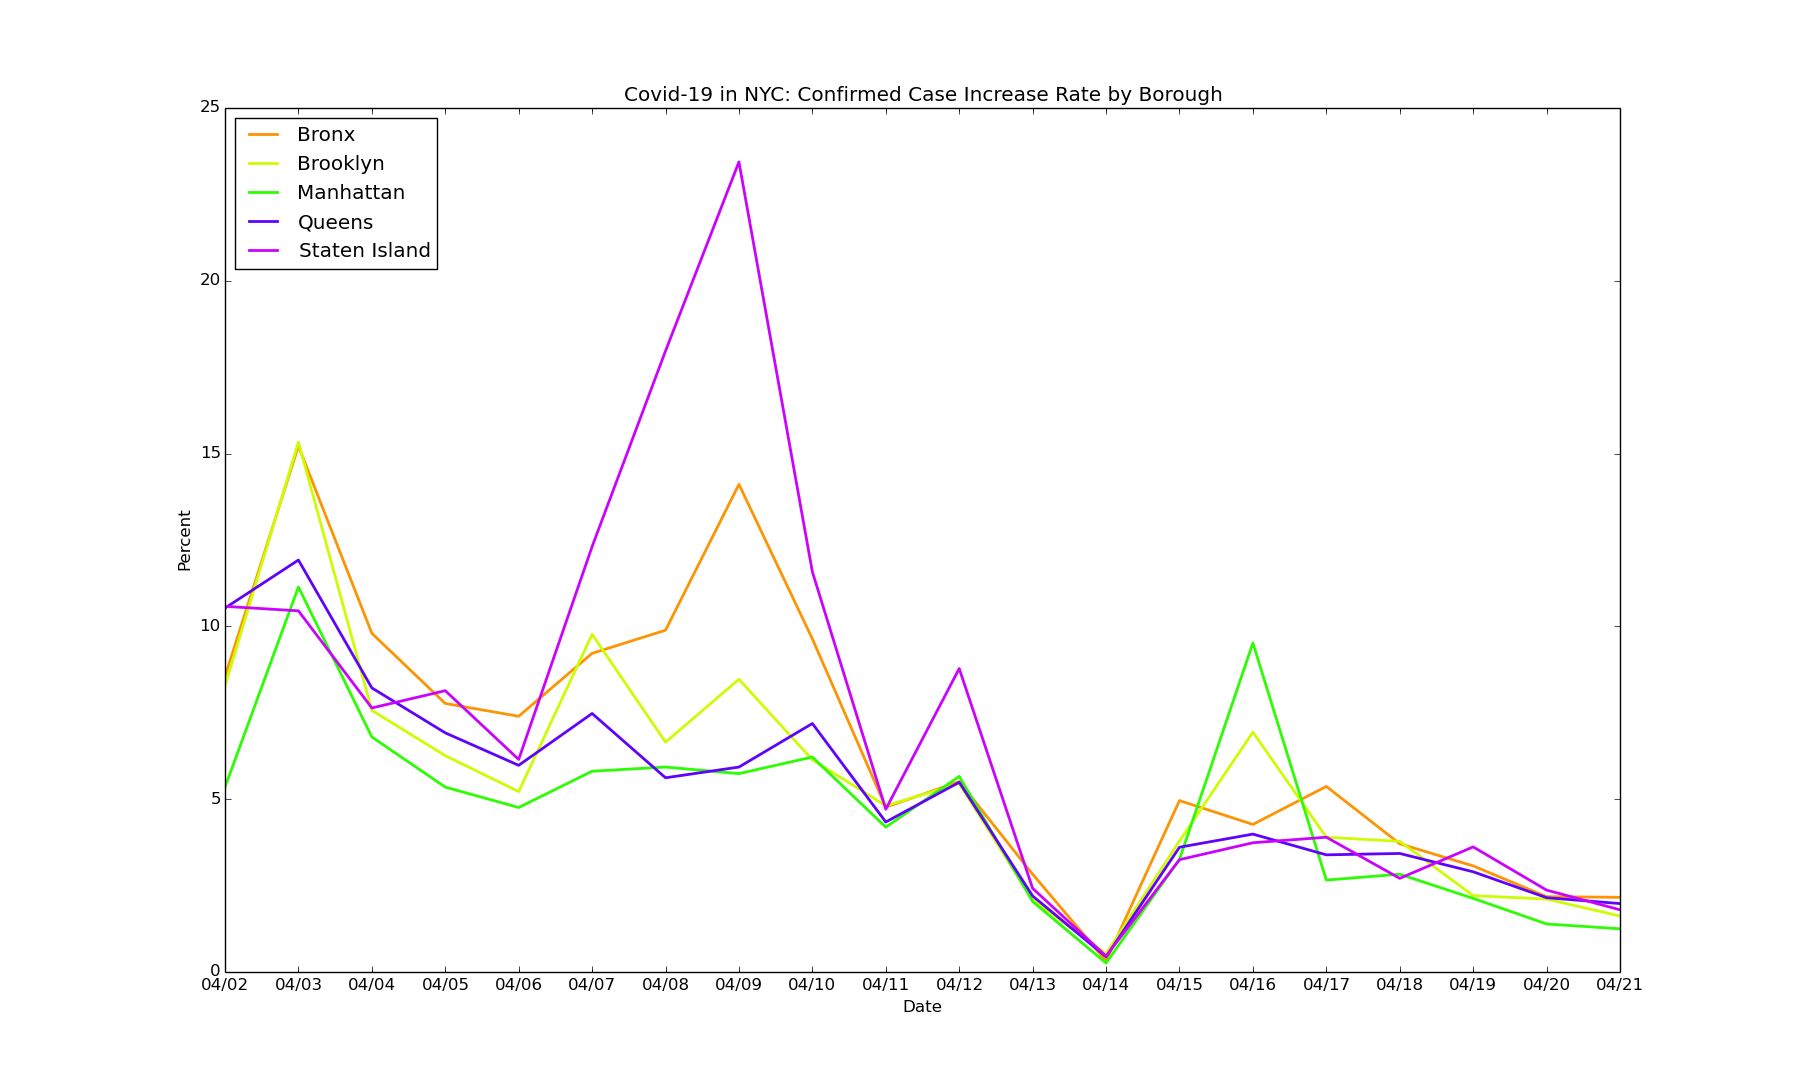 Covid-19 in NYC: Confirmed Case Increase Rate by Borough
25
20
15
10
5
0
Percent
Bronx
Brooklyn
Manhattan
Queens
Staten Island
04/02 04/03 04/04 04/05 04/06 04/07 04/08 04/09 04/10 04/11 04/12 04/13 04/14 04/15 04/16 04/17 04/18 04/19 04/20 04/21
Date